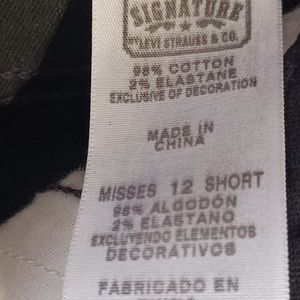 SIGNATURE
BY LEVI STRAUSS & CO.
98% COTTON
2% ELASTANE
EXCLUSIVE OF DECORATION
MADE IN
CHINA
MISSES 12 SHORT
98% ALGODÓN
2% ELASTANO
EXCLUYENDO ELEMENTOS
DECORATIVOS
FABRICADO EN